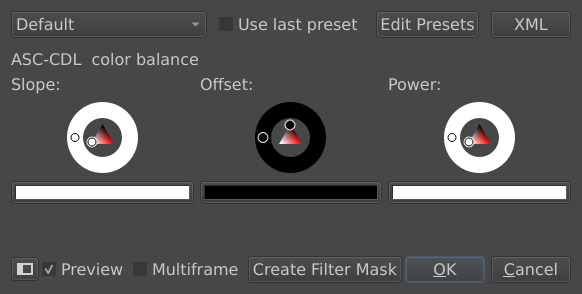 Default Use last preset Edit Presets XML
ASC-CDL color balance
Slope: Offset: Power:
Preview Multiframe Create Filter Mask OK Cancel